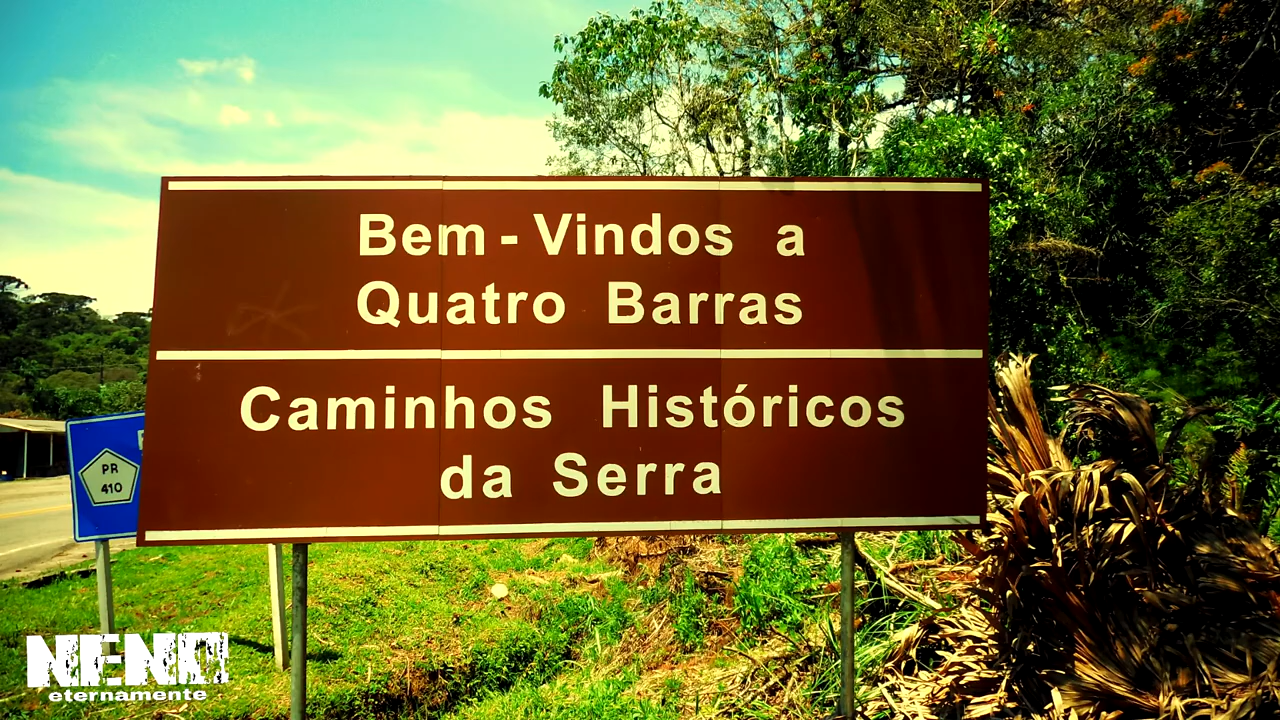 Bem - Vindos a
Quatro Barras
Caminhos Históricos
da Serra
PR
410
NENO
eternamente